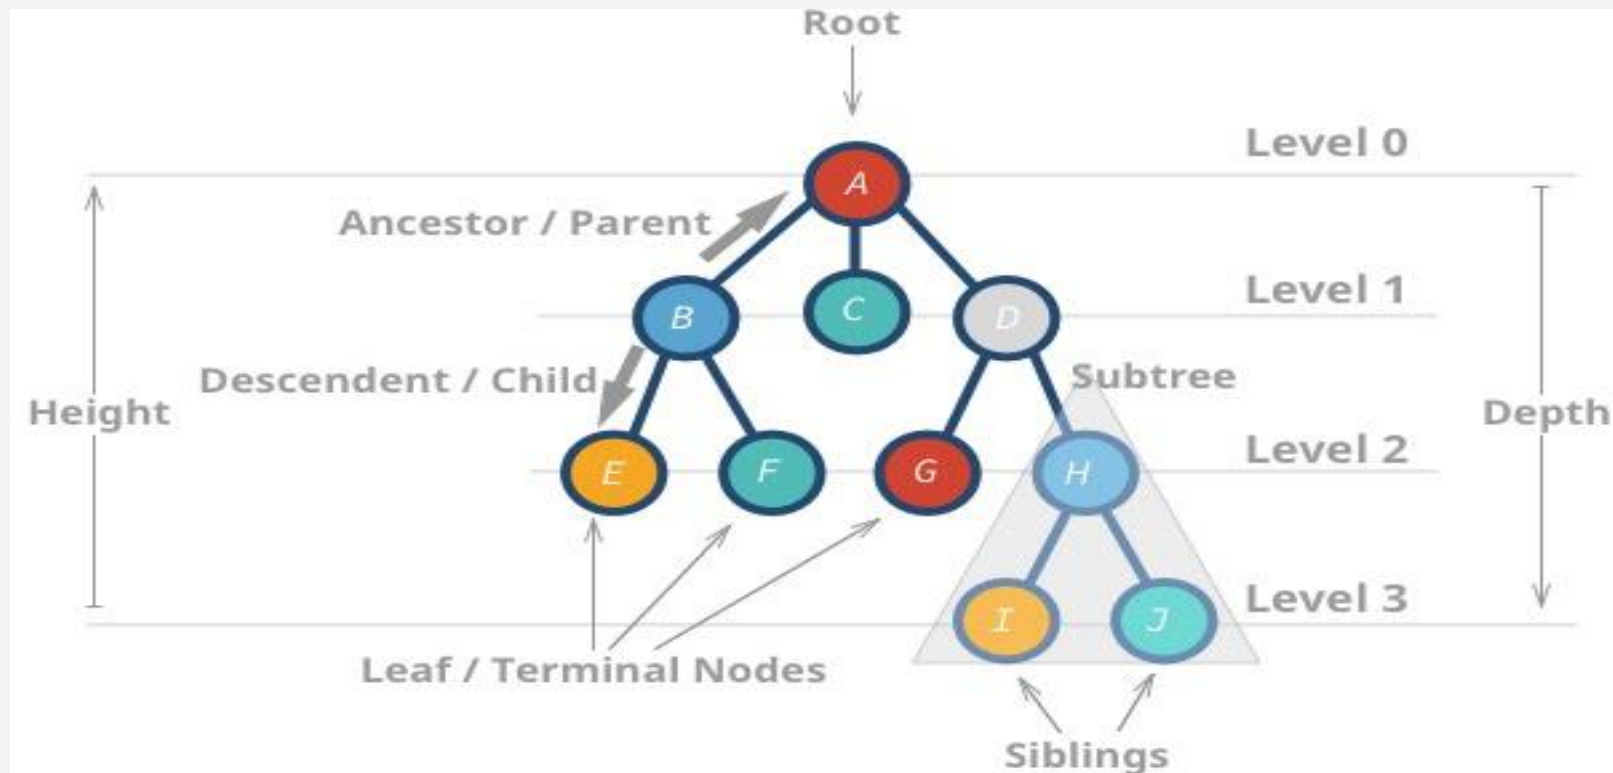 Root
Level 0
A
Ancestor / Parent
Level 1
B
C
D
Descendent / Child
Subtree
Height
Depth
Level 2
E
F
G
H
Level 3
I
J
Leaf / Terminal Nodes
Siblings